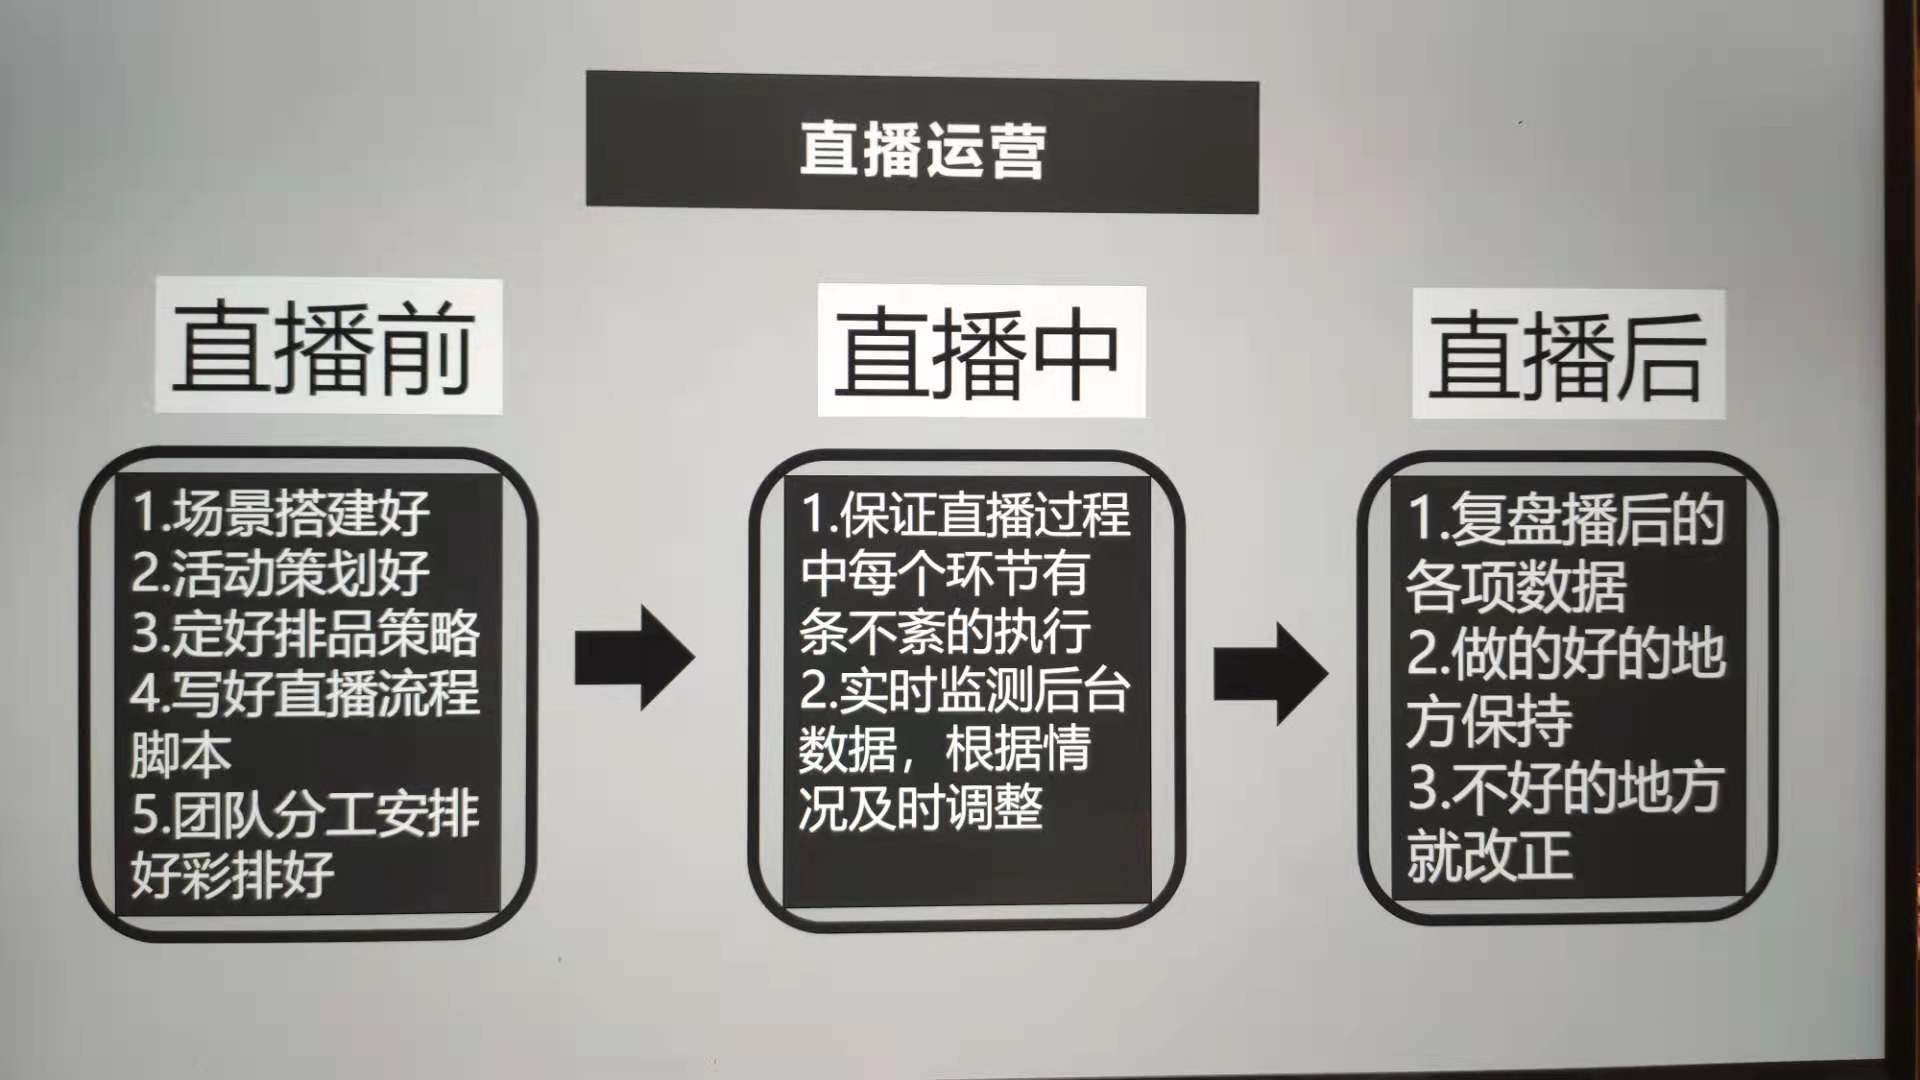 直播运营
直播前
1.场景搭建好
2.活动策划好
3.定好排品策略
4.写好直播流程
脚本
5.团队分工安排
好彩排好
直播中
1.保证直播过程
中每个环节有
条不紊的执行
2.实时监测后台
数据，根据情
况及时调整
直播后
1.复盘播后的
各项数据
2.做的好的地
方保持
3.不好的地方
就改正